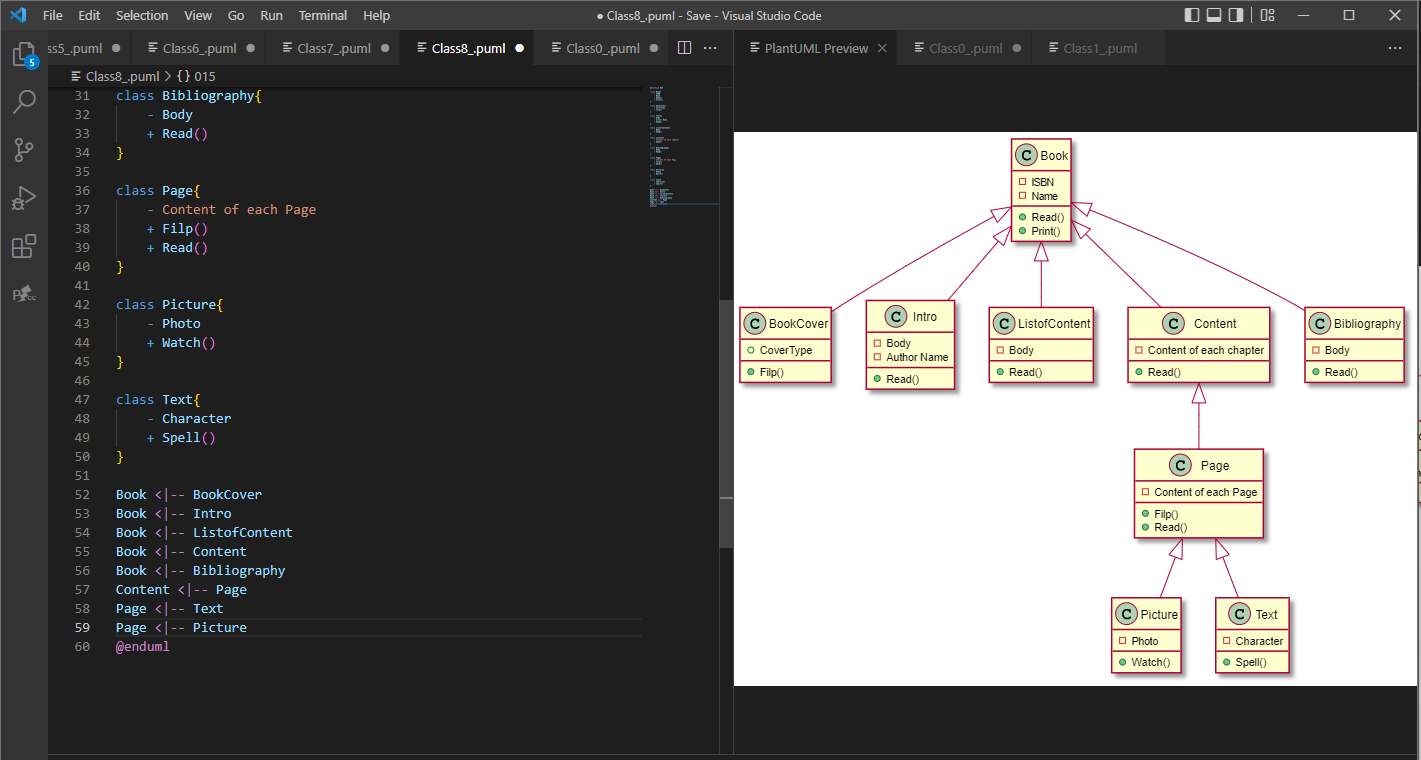 File Edit Selection View Go Run Terminal Help
● Class8_.puml - Save - Visual Studio Code
ss5_.puml
Class6_.puml
Class7_.puml
Class8_.puml
Class0_.puml
PlantUML Preview
Class0_.puml
Class1_.puml
5
Class8_.puml > {} 015
31 class Bibliography{
32 - Body
33 + Read()
34 }
35
36 class Page{
37 - Content of each Page
38 + Filp()
39 + Read()
40 }
41
42 class Picture{
43 - Photo
44 + Watch()
45 }
46
47 class Text{
48 - Character
49 + Spell()
50 }
51
52 Book <|-- BookCover
53 Book <|-- Intro
54 Book <|-- ListofContent
55 Book <|-- Content
56 Book <|-- Bibliography
57 Content <|-- Page
58 Page <|-- Text
59 Page <|-- Picture
60 @enduml
C Book
ISBN
Name
Read()
Print()
C BookCover
CoverType
Filp()
C Intro
Body
Author Name
Read()
C ListofContent
Body
Read()
C Content
Content of each chapter
Read()
C Bibliography
Body
Read()
C Page
Content of each Page
Filp()
Read()
C Picture
Photo
Watch()
C Text
Character
Spell()